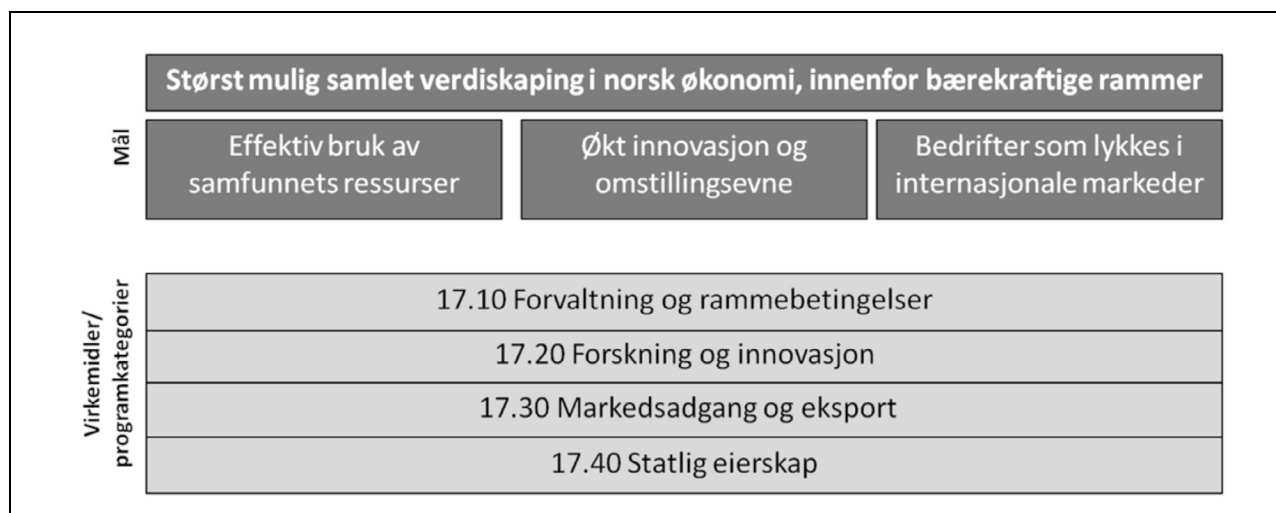 Størst mulig samlet verdiskaping i norsk økonomi, innenfor bærekraftige rammer
Mål
Effektiv bruk av
samfunnets ressurser
Økt innovasjon og
omstillingsevne
Bedrifter som lykkes i
internasjonale markeder
Virkemidler/
programkategorier
17.10 Forvaltning og rammebetingelser
17.20 Forskning og innovasjon
17.30 Markedsadgang og eksport
17.40 Statlig eierskap